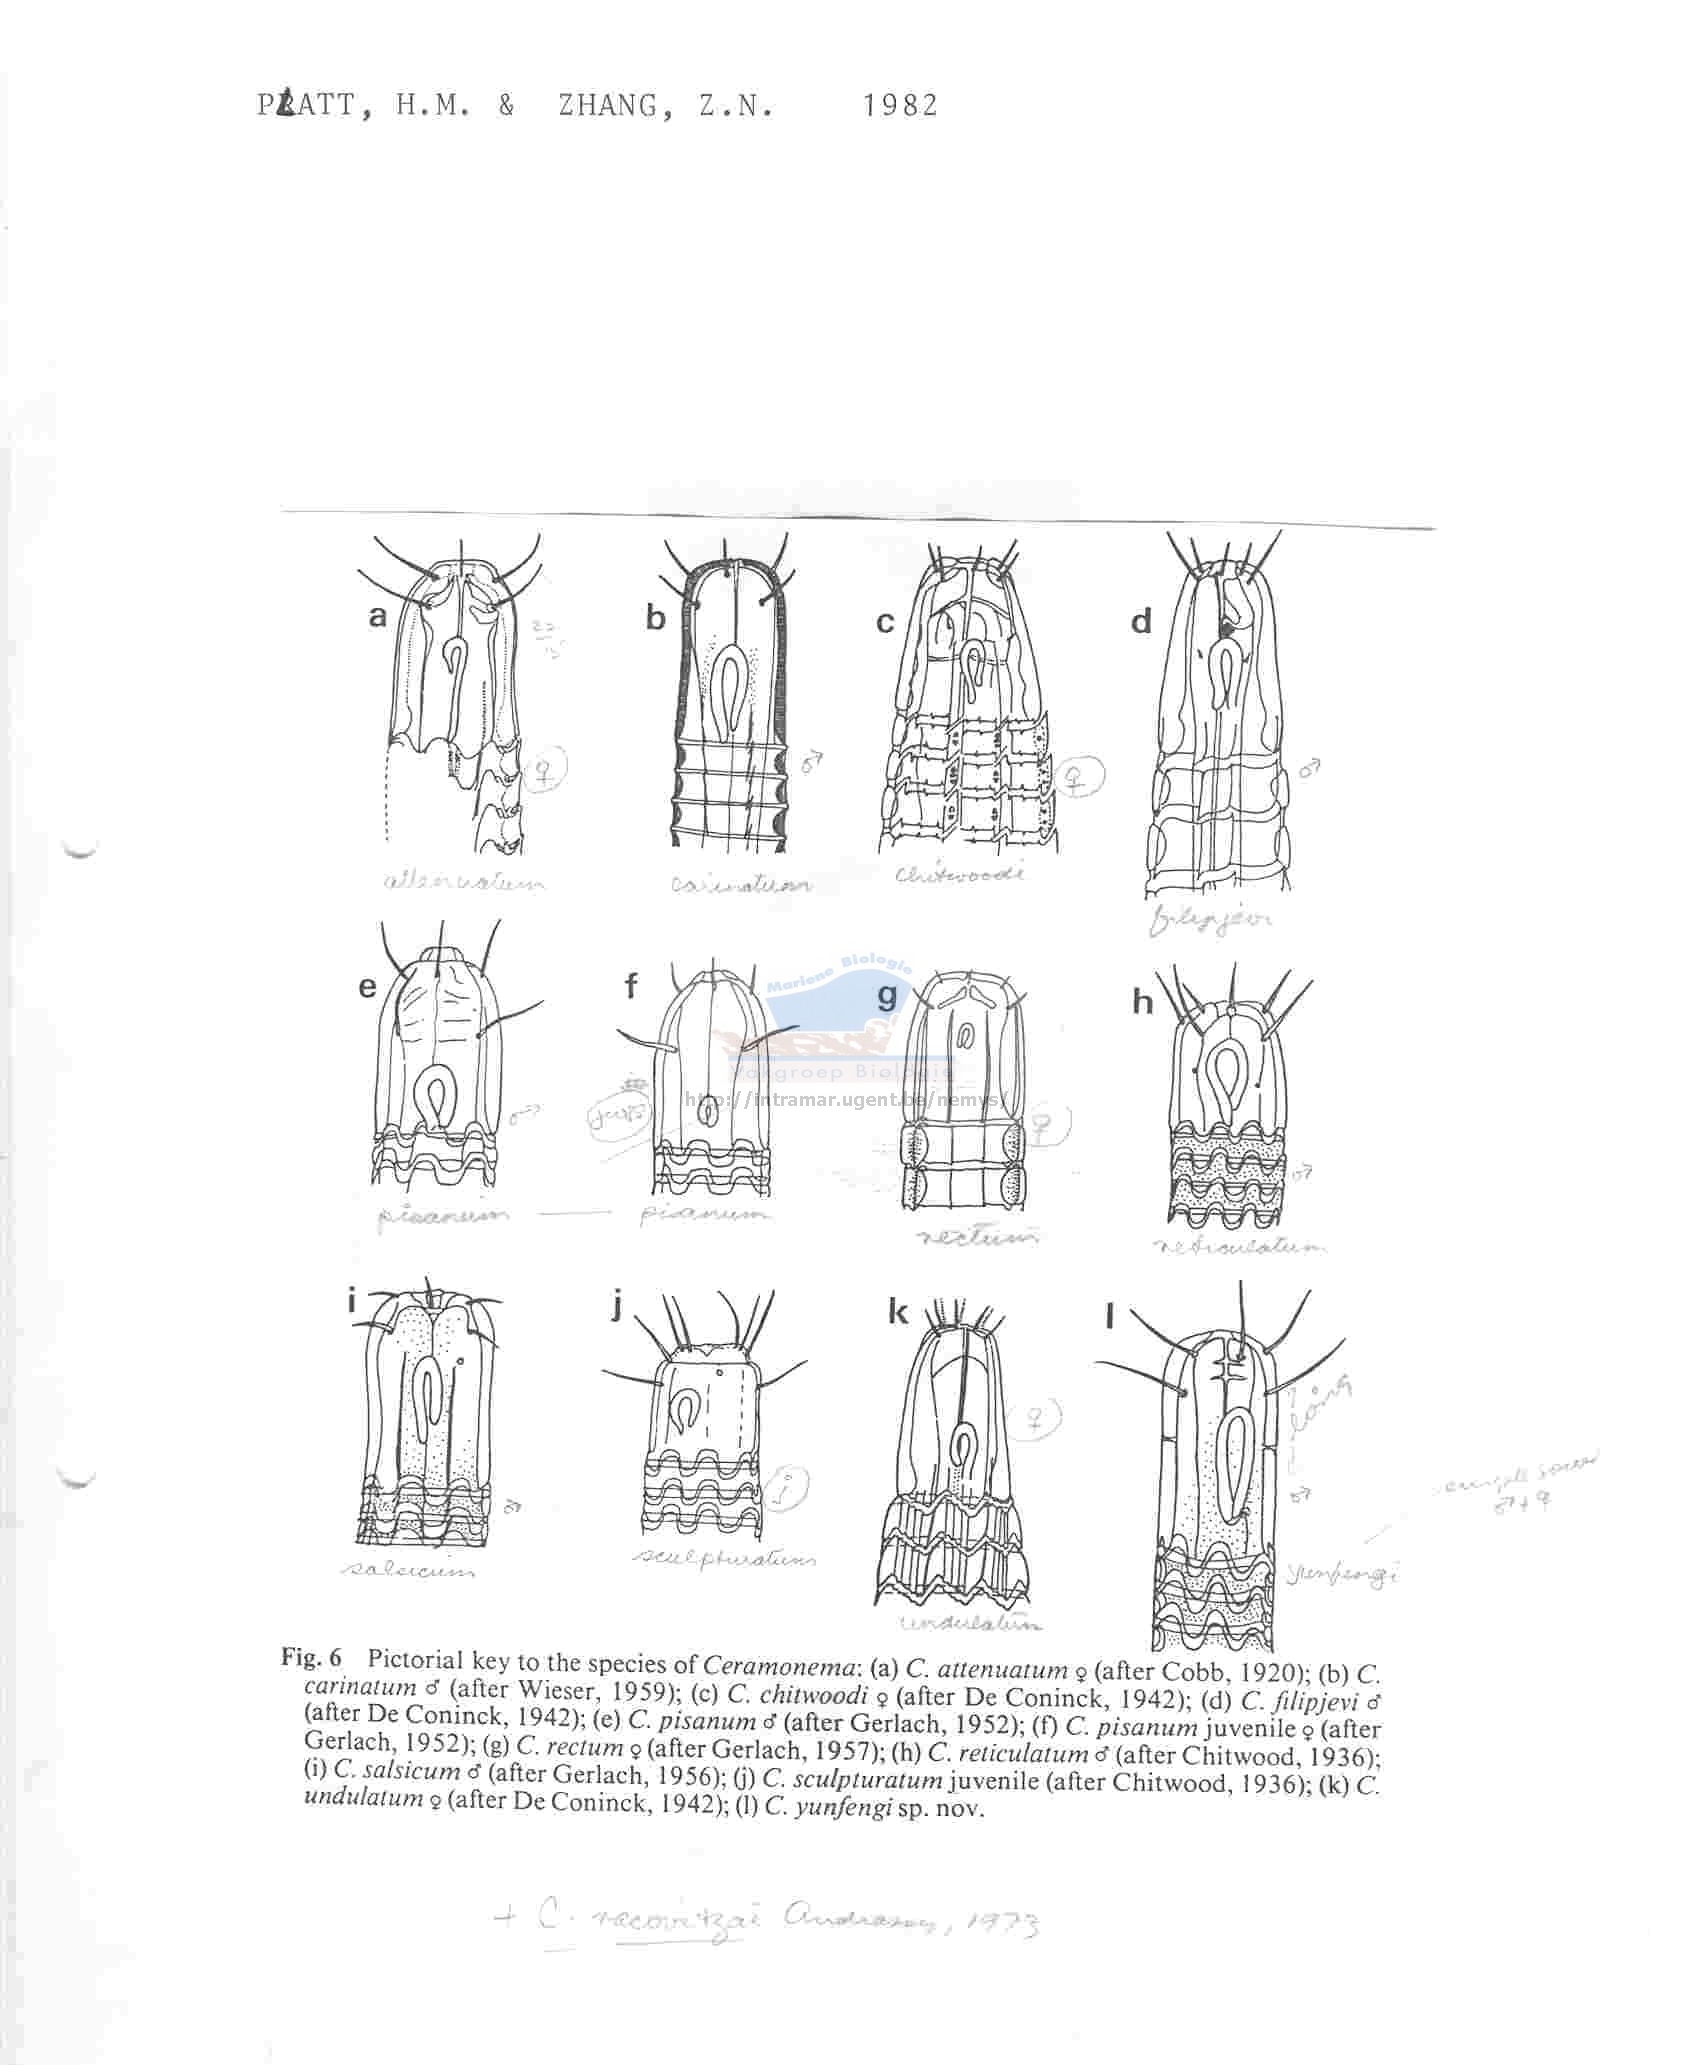 PLATT, H.M. & ZHANG, Z.N. 1982
a
b
c
d
♀
♂
♀
♂
attenuatum
carinatum
chitwoodi
filipjevi
e
f
g
h
Mariene Biologie
Vakgroep Biologie
http://intramar.ugent.be/nemys/
juv
♂
♀
♂
pisanum
pisanum
rectum
reticulatum
i
j
k
l
♂
j
♀
♂
♂+♀
salsicum
sculpturatum
undulatum
yunfengi
Fig. 6 Pictorial key to the species of Ceramonema: (a) C. attenuatum ♀ (after Cobb, 1920); (b) C.
carinatum ♂ (after Wieser, 1959); (c) C. chitwoodi ♀ (after De Coninck, 1942); (d) C. filipjevi ♂
(after De Coninck, 1942); (e) C. pisanum ♂ (after Gerlach, 1952); (f) C. pisanum juvenile ♀ (after
Gerlach, 1952); (g) C. rectum ♀ (after Gerlach, 1957); (h) C. reticulatum ♂ (after Chitwood, 1936);
(i) C. salsicum ♂ (after Gerlach, 1956); (j) C. sculpturatum juvenile (after Chitwood, 1936); (k) C.
undulatum ♀ (after De Coninck, 1942); (l) C. yunfengi sp. nov.
+ C. racovitzai Andrassy, 1973